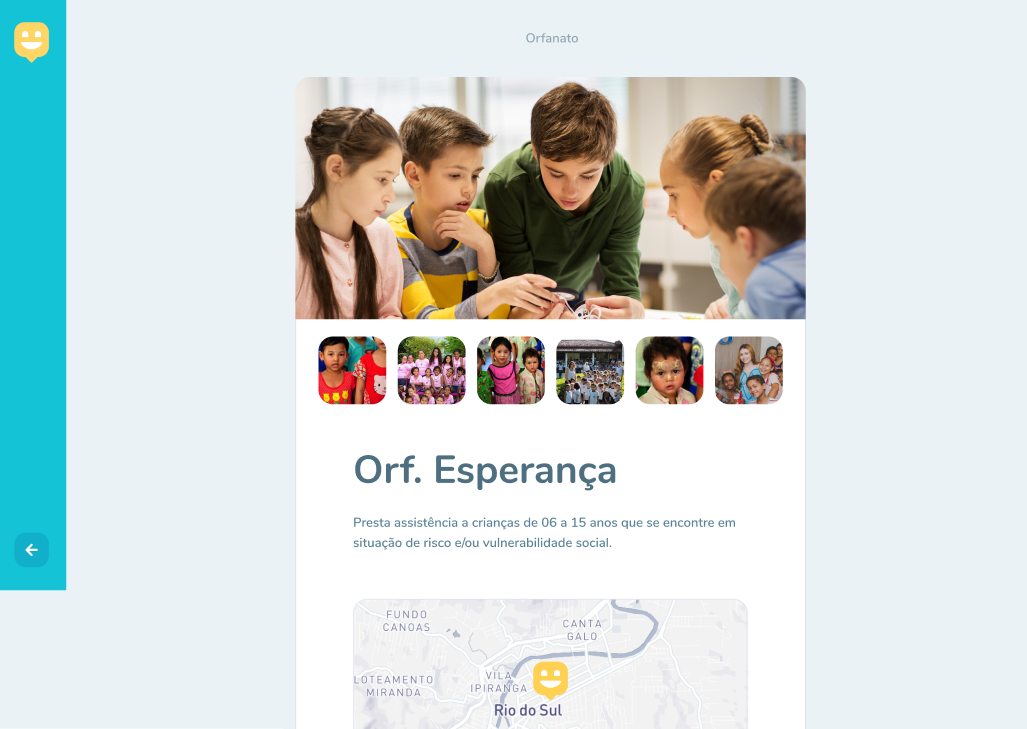 Orfanato
Orf. Esperança
Presta assistência a crianças de 06 a 15 anos que se encontre em
situação de risco e/ou vulnerabilidade social.
FUNDO
CANOAS
CANTA
GALO
LOTEAMENTO
MIRANDA
VILA
IPIRANGA
Rio do Sul